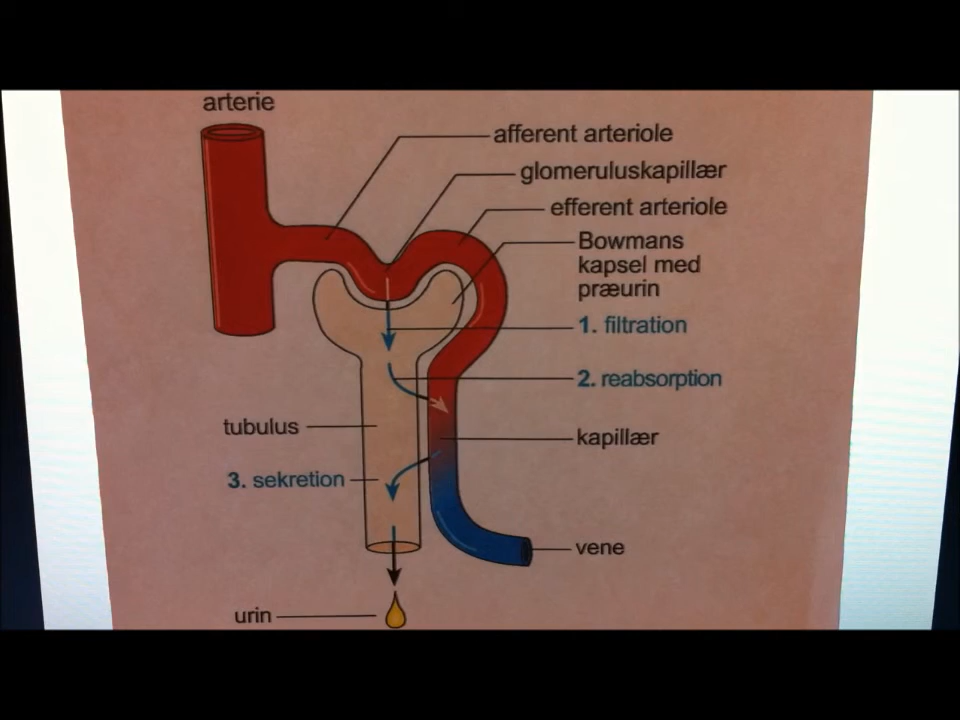 arterie
afferent arteriole
glomeruluskapillær
efferent arteriole
Bowmans
kapsel med
præurin
1. filtration
2. reabsorption
tubulus
kapillær
3. sekretion
vene
urin